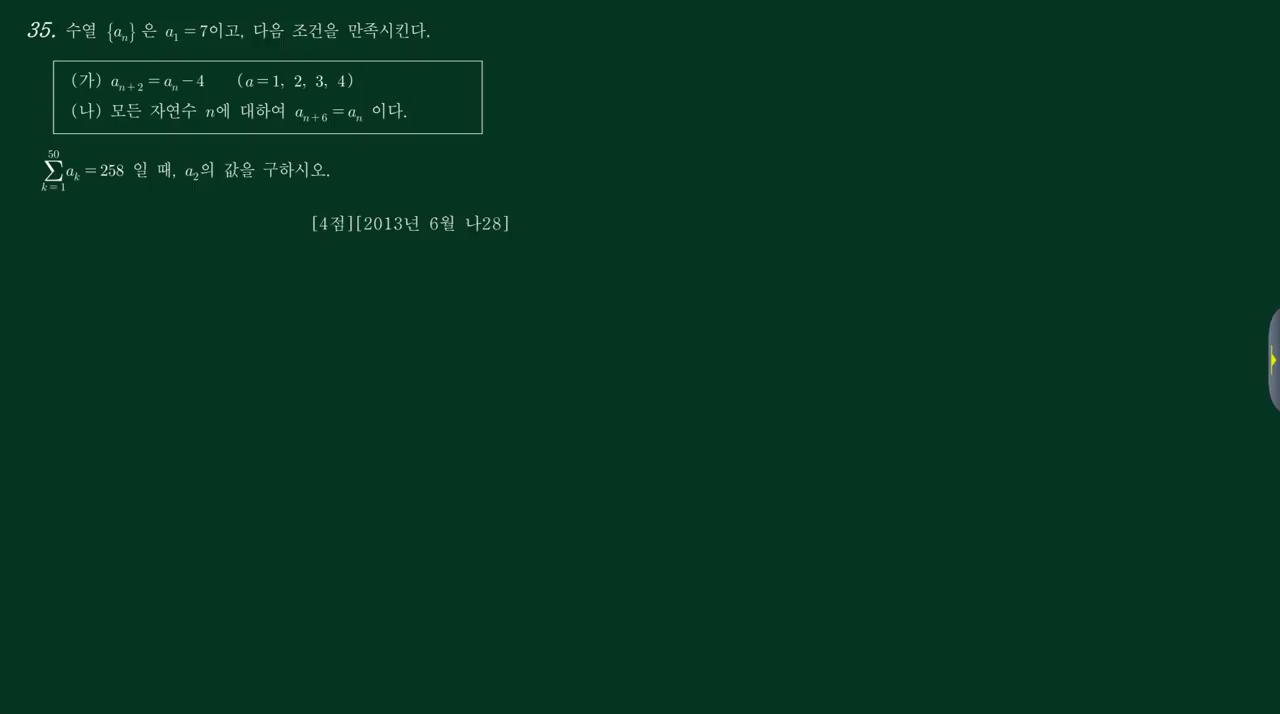 35. 수열 {aₙ}은 a₁=7이고, 다음 조건을 만족시킨다.
(가) aₙ₊₂=aₙ-4 (a=1, 2, 3, 4)
(나) 모든 자연수 n에 대하여 aₙ₊₆=aₙ 이다.
∑_{k=1}^{50} aₖ=258 일 때, a₂의 값을 구하시오.
[4점][2013년 6월 나28]